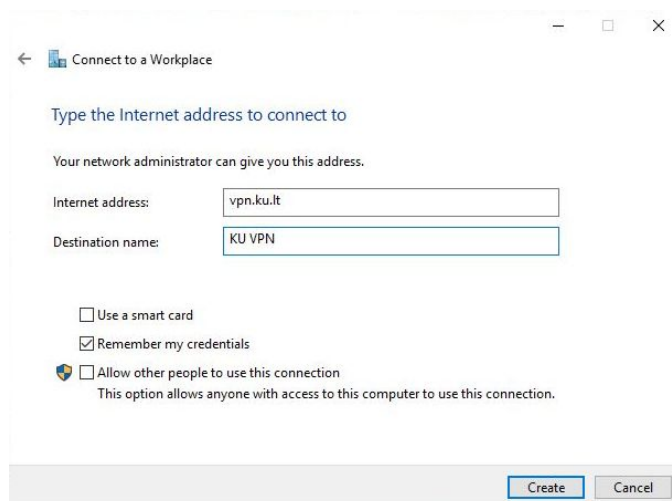 Connect to a Workplace
Type the Internet address to connect to
Your network administrator can give you this address.
Internet address: vpn.ku.lt
Destination name: KU VPN
Use a smart card
Remember my credentials
Allow other people to use this connection
This option allows anyone with access to this computer to use this connection.
Create Cancel